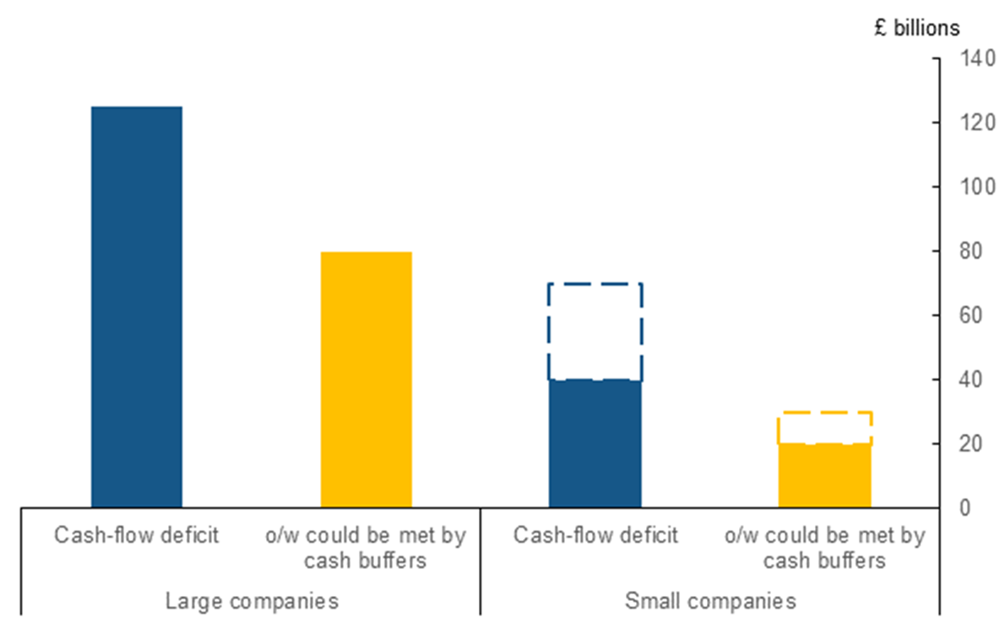 £ billions
140
120
100
80
60
40
20
0
Cash-flow deficit
o/w could be met by
cash buffers
Cash-flow deficit
o/w could be met by
cash buffers
Large companies
Small companies